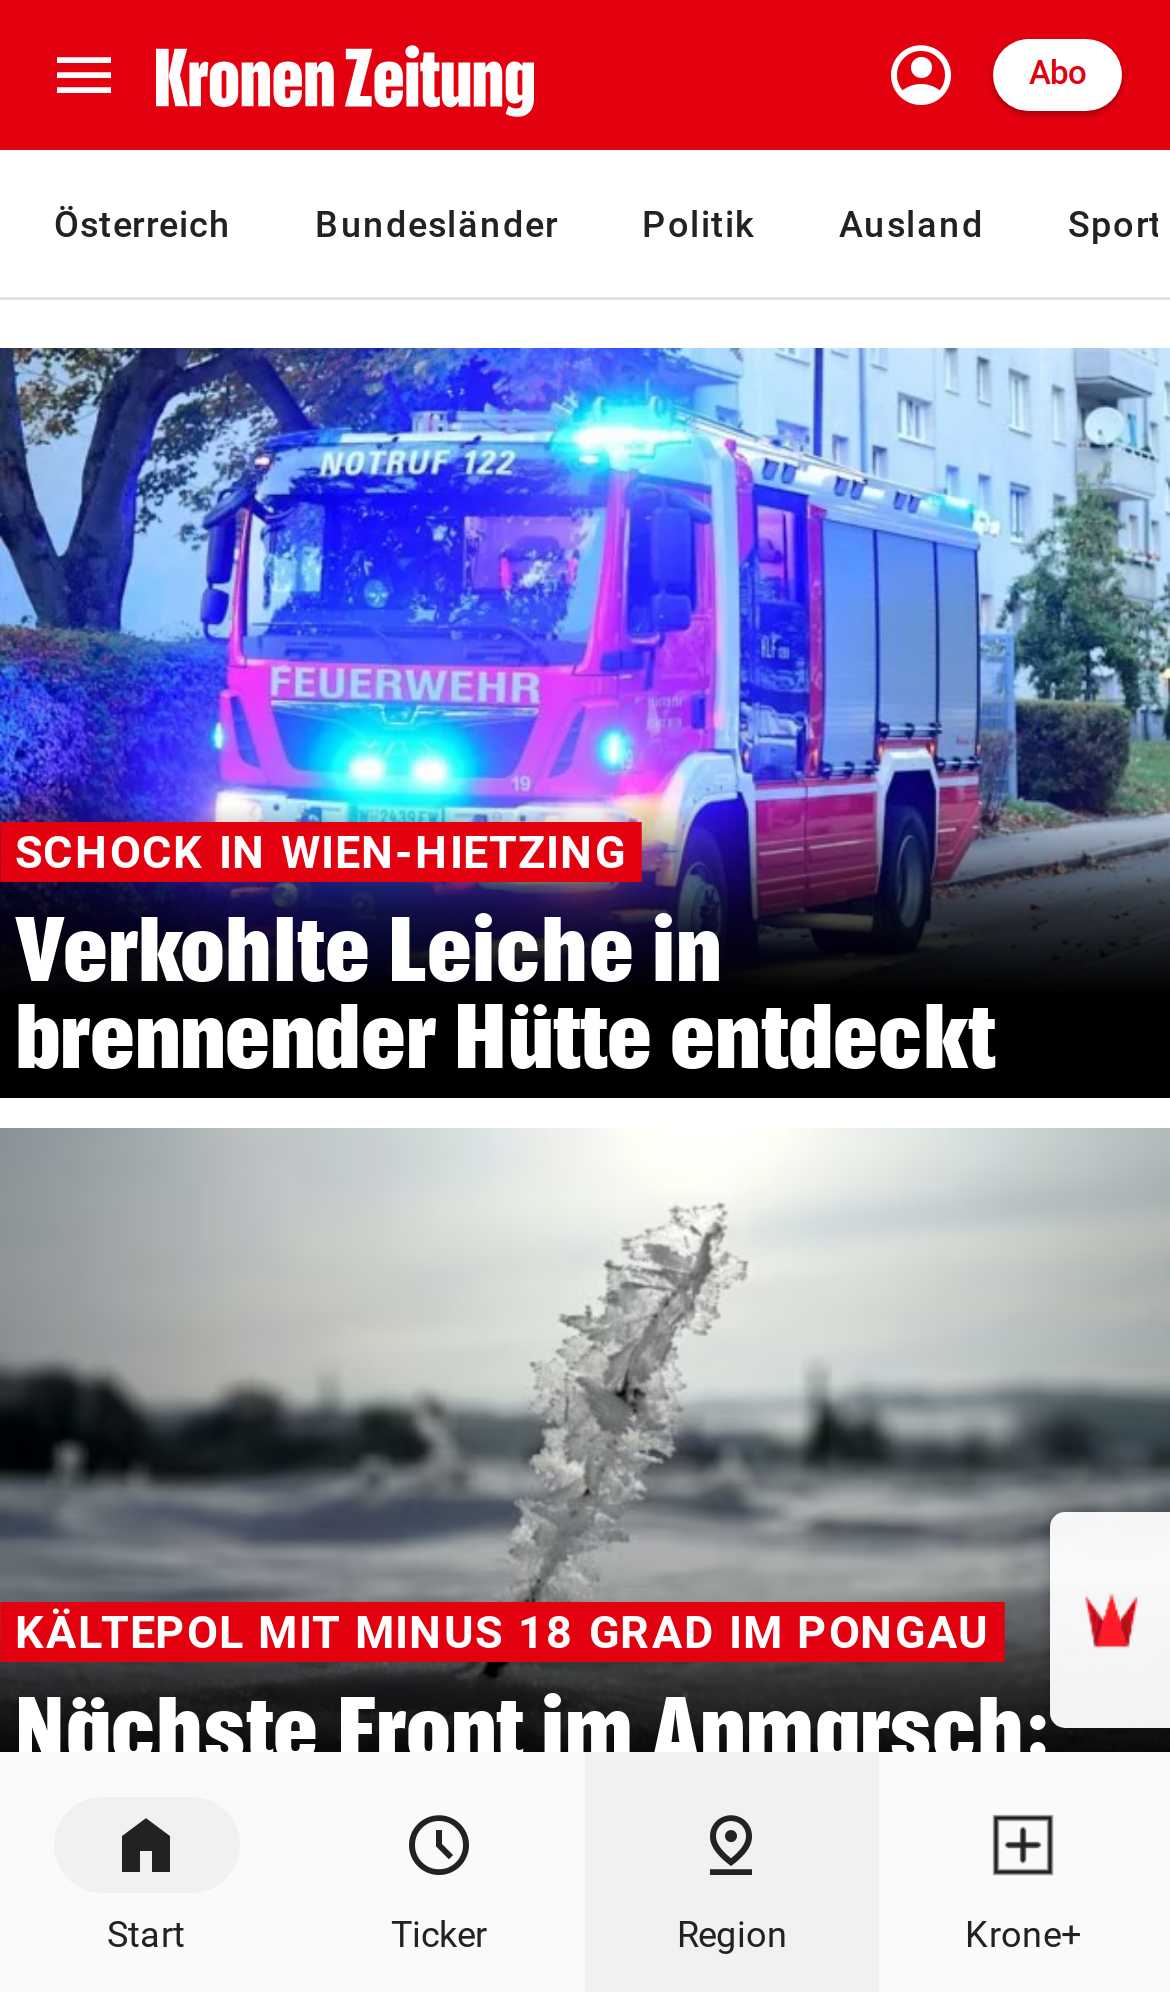 Kronen Zeitung
Abo
Österreich Bundesländer Politik Ausland Sport
NOTRUF 122
FEUERWEHR
19
SCHOCK IN WIEN-HIETZING
Verkohlte Leiche in
brennender Hütte entdeckt
KÄLTEPOL MIT MINUS 18 GRAD IM PONGAU
Nächste Front im Anmarsch:
Start Ticker Region Krone+